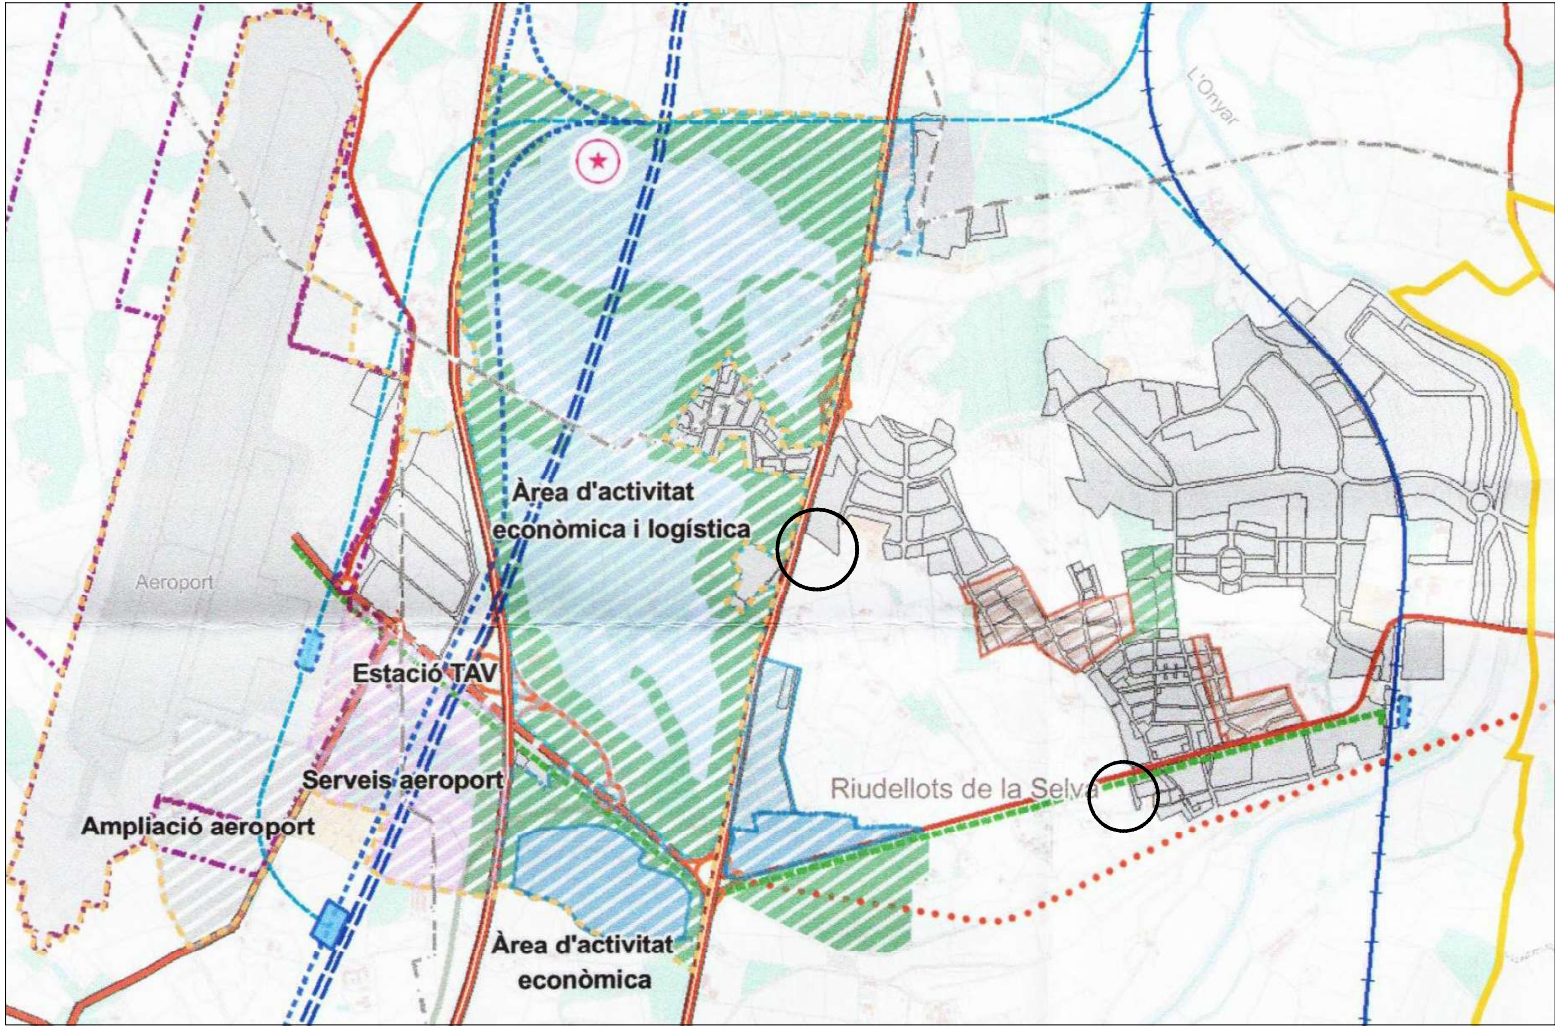 L'Onyar
Àrea d'activitat
econòmica i logística
Aeroport
Estació TAV
Serveis aeroport
Riudellots de la Selva
Ampliació aeroport
Àrea d'activitat
econòmica